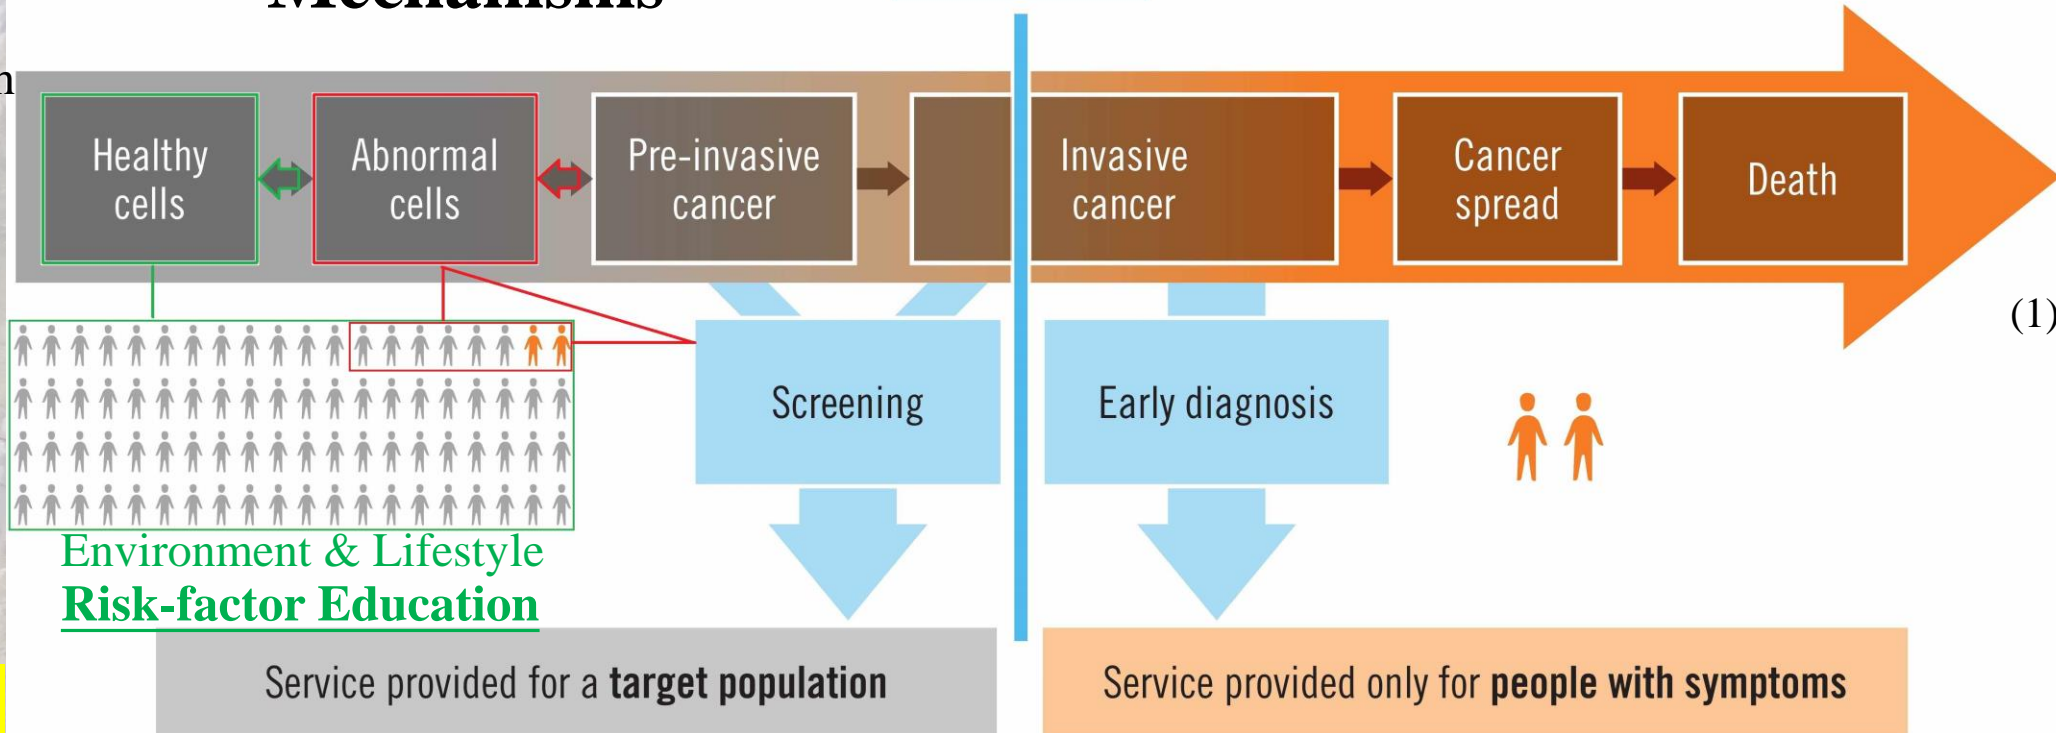 Mechanisms
n
Healthy
cells
Abnormal
cells
Pre-invasive
cancer
Invasive
cancer
Cancer
spread
Death
(1)
Screening
Early diagnosis
Environment & Lifestyle
Risk-factor Education
Service provided for a target population
Service provided only for people with symptoms